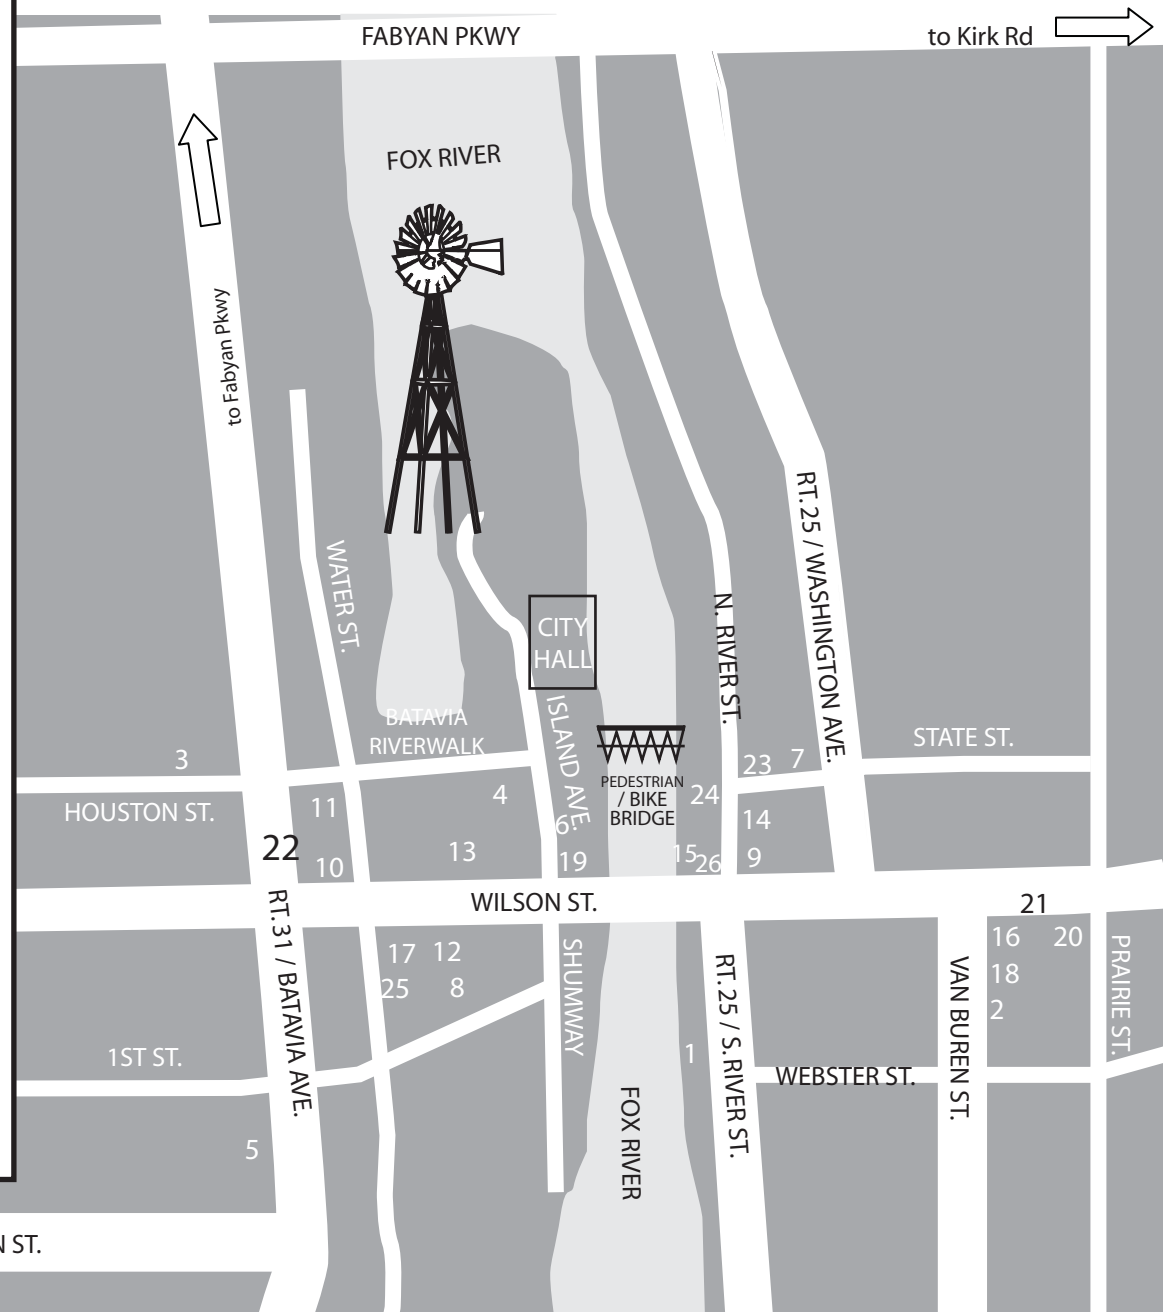 FABYAN PKWY
to Kirk Rd
FOX RIVER
to Fabyan Pkwy
WATER ST.
RT. 25 / WASHINGTON AVE.
N. RIVER ST.
CITY
HALL
ISLAND AVE.
BATAVIA
RIVERWALK
PEDESTRIAN
/ BIKE
BRIDGE
STATE ST.
3
23
7
HOUSTON ST.
11
4
24
6
14
22
10
13
19
15
26
9
WILSON ST.
21
RT. 31 / BATAVIA AVE.
17
12
25
8
SHUMWAY
RT. 25 / S. RIVER ST.
VAN BUREN ST.
16
20
18
2
PRAIRIE ST.
1ST ST.
1
WEBSTER ST.
FOX RIVER
5
ST.